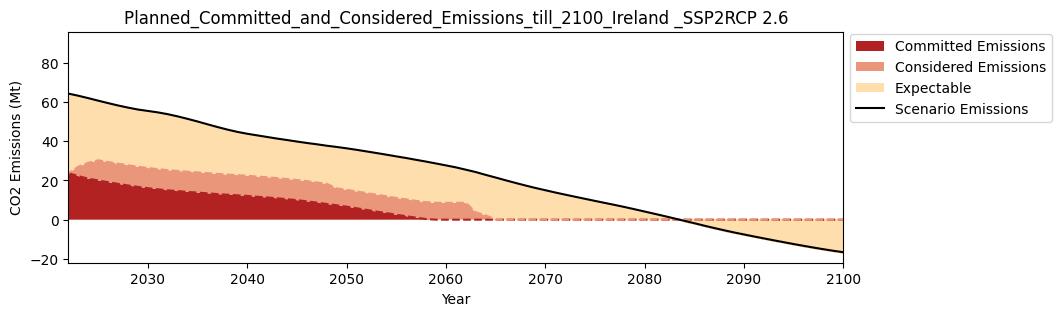 Planned_Committed_and_Considered_Emissions_till_2100_Ireland _SSP2RCP 2.6
Committed Emissions
Considered Emissions
Expectable
Scenario Emissions
CO2 Emissions (Mt)
80
60
40
20
0
−20
2030 2040 2050 2060 2070 2080 2090 2100
Year